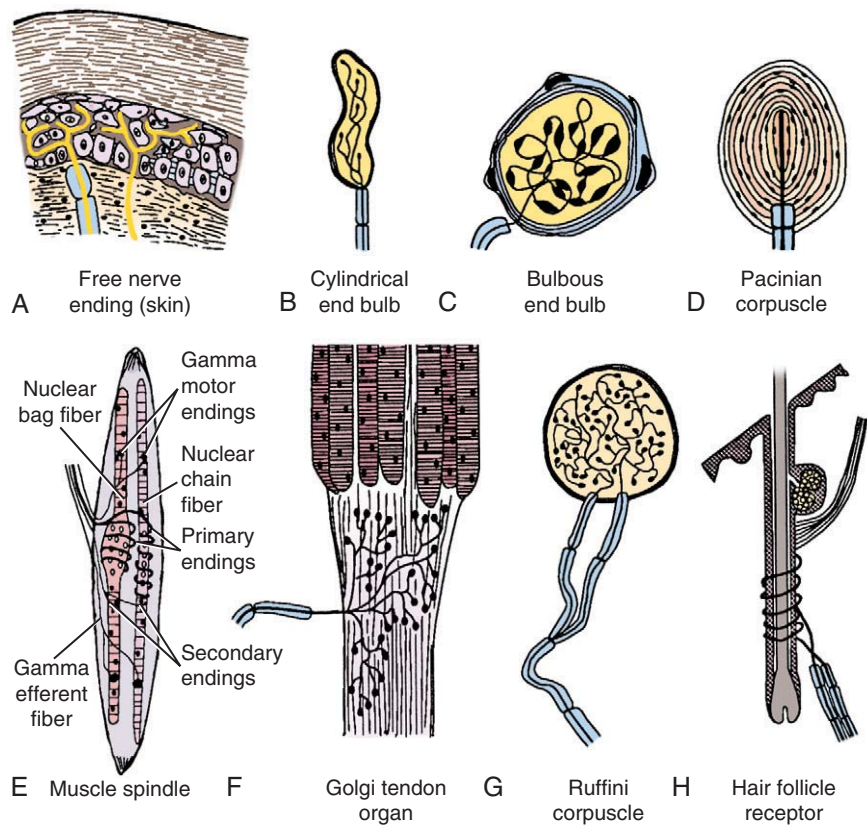 A
Free nerve
ending (skin)
B
Cylindrical
end bulb
C
Bulbous
end bulb
D
Pacinian
corpuscle
Nuclear
bag fiber
Gamma
motor
endings
Nuclear
chain
fiber
Primary
endings
Secondary
endings
Gamma
efferent
fiber
E
Muscle spindle
F
Golgi tendon
organ
G
Ruffini
corpuscle
H
Hair follicle
receptor